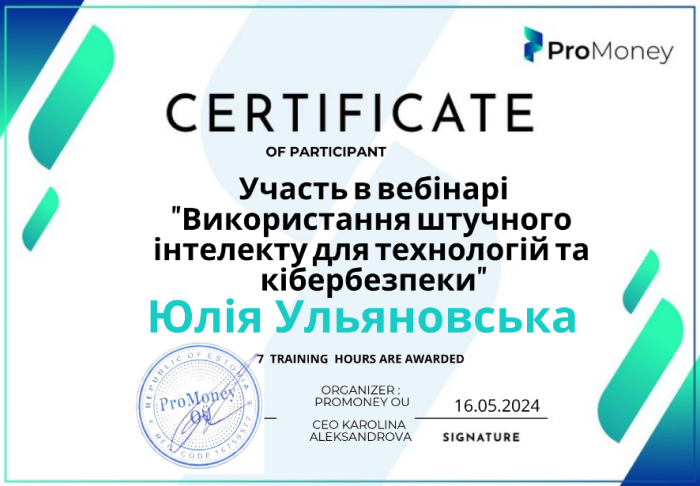 ProMoney
CERTIFICATE
OF PARTICIPANT
Участь в вебінарі
"Використання штучного
інтелекту для технологій та
кібербезпеки"
Юлія Ульяновська
7 TRAINING HOURS ARE AWARDED
REPUBLIC OF ESTONIA
ProMoney
OÜ
REG CODE 16759577
ORGANIZER :
PROMONEY OU
CEO KAROLINA
ALEKSANDROVA
16.05.2024
SIGNATURE